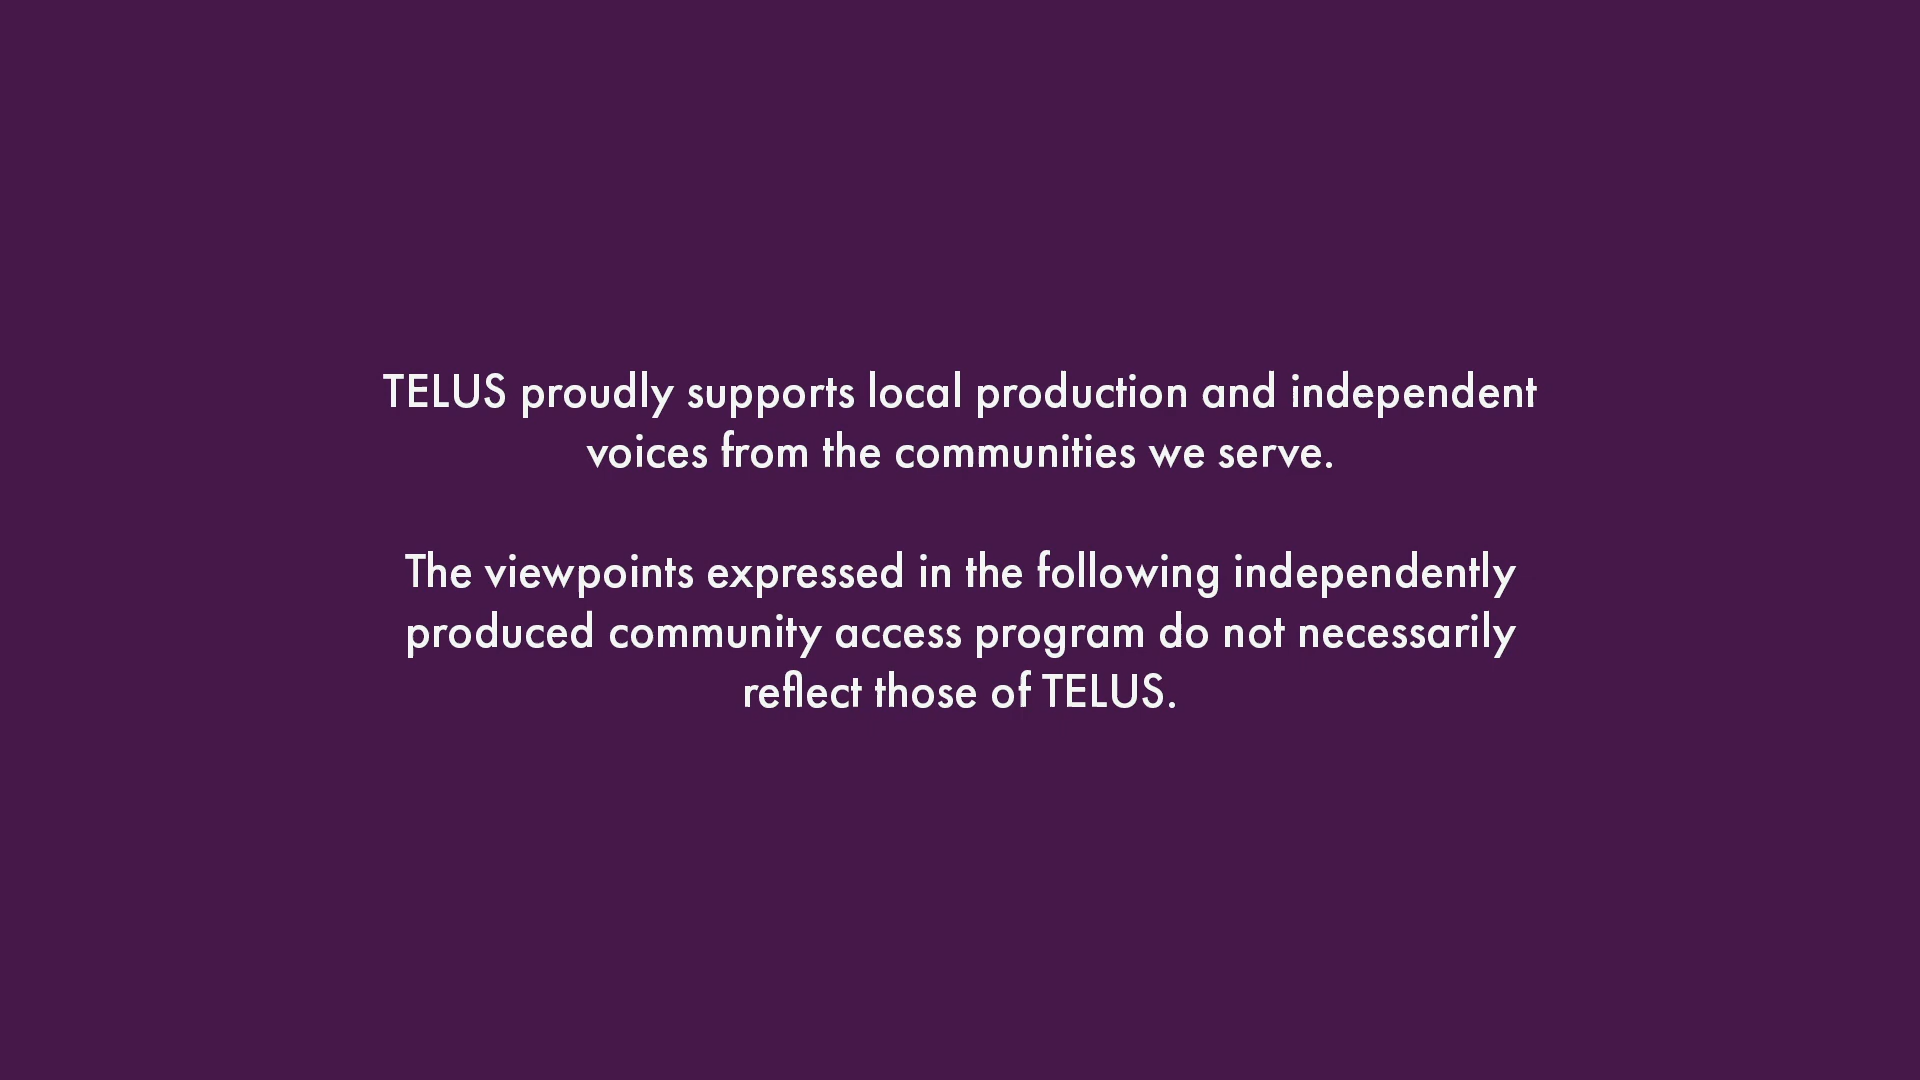 TELUS proudly supports local production and independent
voices from the communities we serve.
The viewpoints expressed in the following independently
produced community access program do not necessarily
reflect those of TELUS.